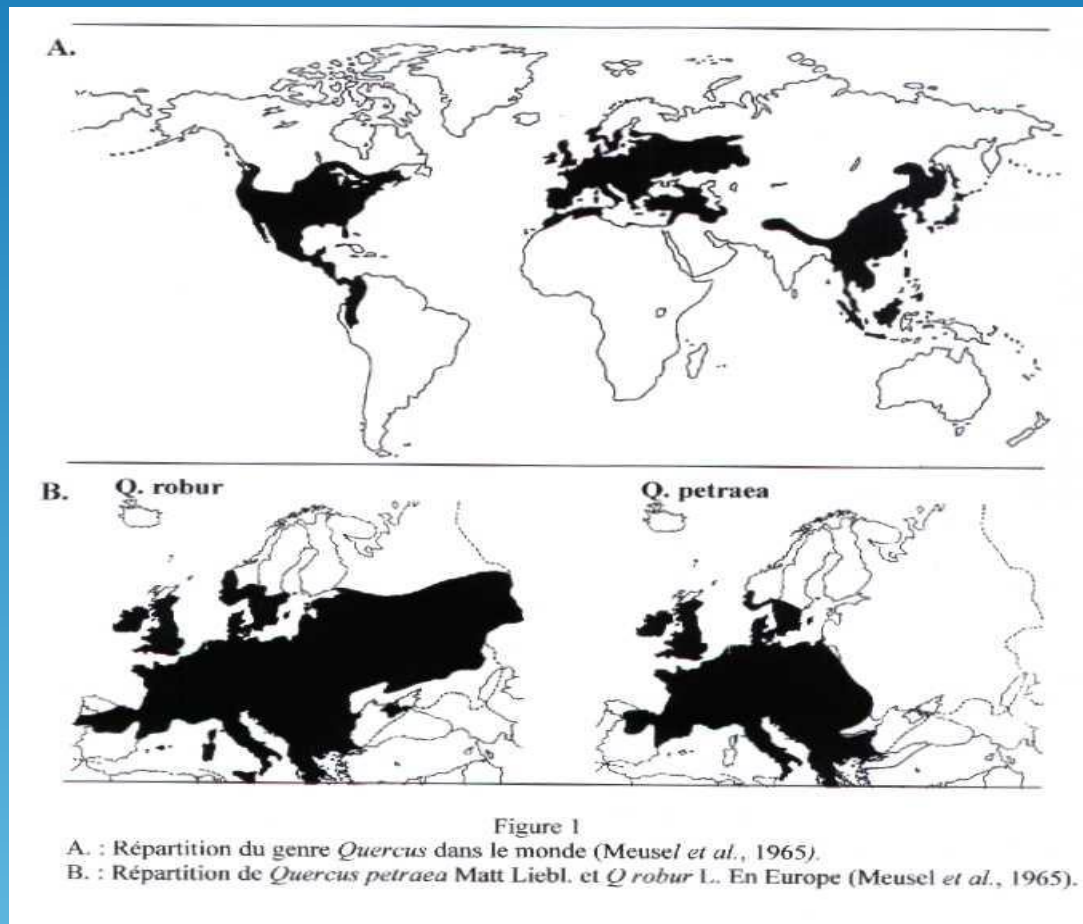 A.
B. Q. robur Q. petraea
Figure 1
A. : Répartition du genre Quercus dans le monde (Meusel et al., 1965).
B. : Répartition de Quercus petraea Matt Liebl. et Q robur L. En Europe (Meusel et al., 1965).